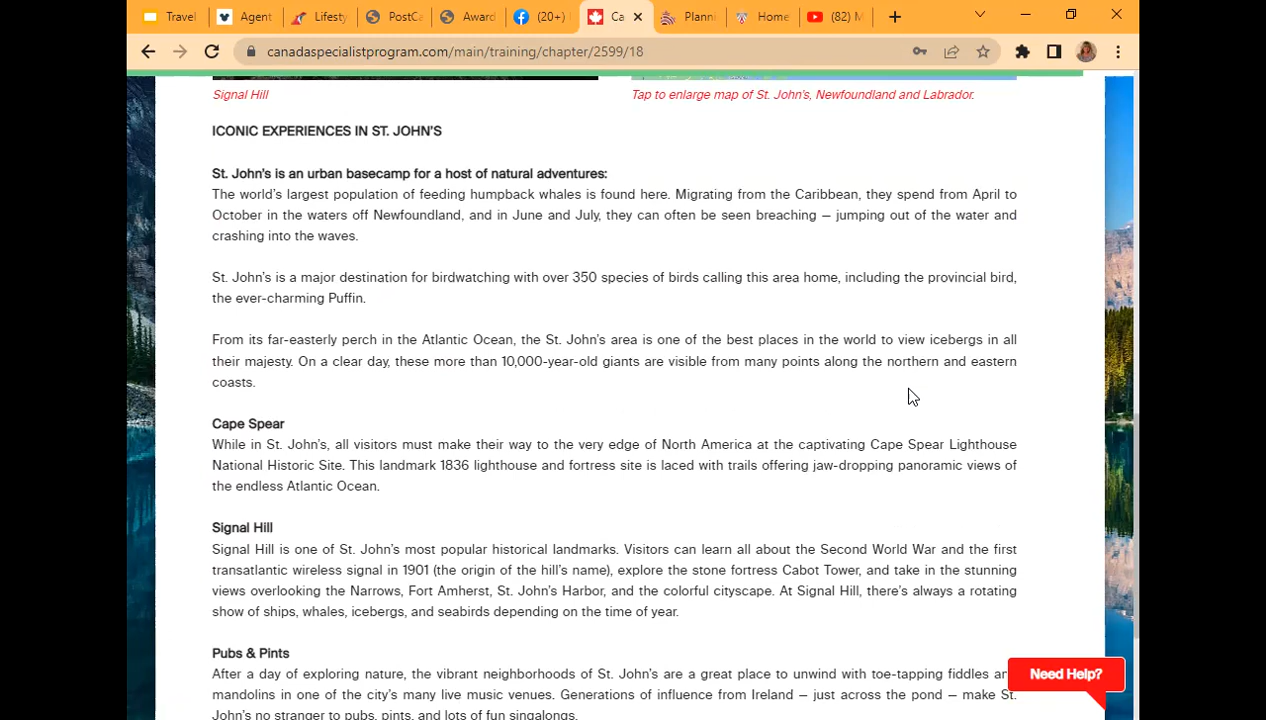 Travel
Agent
Lifesty
PostCa
Award
(20+)
Ca
Planni
Home
(82) M
canadaspecialistprogram.com/main/training/chapter/2599/18
Signal Hill
Tap to enlarge map of St. John's, Newfoundland and Labrador.
ICONIC EXPERIENCES IN ST. JOHN'S
St. John's is an urban basecamp for a host of natural adventures:
The world's largest population of feeding humpback whales is found here. Migrating from the Caribbean, they spend from April to
October in the waters off Newfoundland, and in June and July, they can often be seen breaching – jumping out of the water and
crashing into the waves.
St. John's is a major destination for birdwatching with over 350 species of birds calling this area home, including the provincial bird,
the ever-charming Puffin.
From its far-easterly perch in the Atlantic Ocean, the St. John's area is one of the best places in the world to view icebergs in all
their majesty. On a clear day, these more than 10,000-year-old giants are visible from many points along the northern and eastern
coasts.
Cape Spear
While in St. John's, all visitors must make their way to the very edge of North America at the captivating Cape Spear Lighthouse
National Historic Site. This landmark 1836 lighthouse and fortress site is laced with trails offering jaw-dropping panoramic views of
the endless Atlantic Ocean.
Signal Hill
Signal Hill is one of St. John's most popular historical landmarks. Visitors can learn all about the Second World War and the first
transatlantic wireless signal in 1901 (the origin of the hill's name), explore the stone fortress Cabot Tower, and take in the stunning
views overlooking the Narrows, Fort Amherst, St. John's Harbor, and the colorful cityscape. At Signal Hill, there's always a rotating
show of ships, whales, icebergs, and seabirds depending on the time of year.
Pubs & Pints
After a day of exploring nature, the vibrant neighborhoods of St. John's are a great place to unwind with toe-tapping fiddles an
mandolins in one of the city's many live music venues. Generations of influence from Ireland – just across the pond – make St.
John's no stranger to pubs, pints, and lots of fun singalongs.
Need Help?